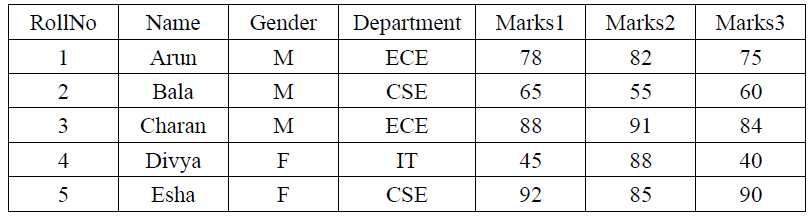 RollNo Name Gender Department Marks1 Marks2 Marks3
1 Arun M ECE 78 82 75
2 Bala M CSE 65 55 60
3 Charan M ECE 88 91 84
4 Divya F IT 45 88 40
5 Esha F CSE 92 85 90